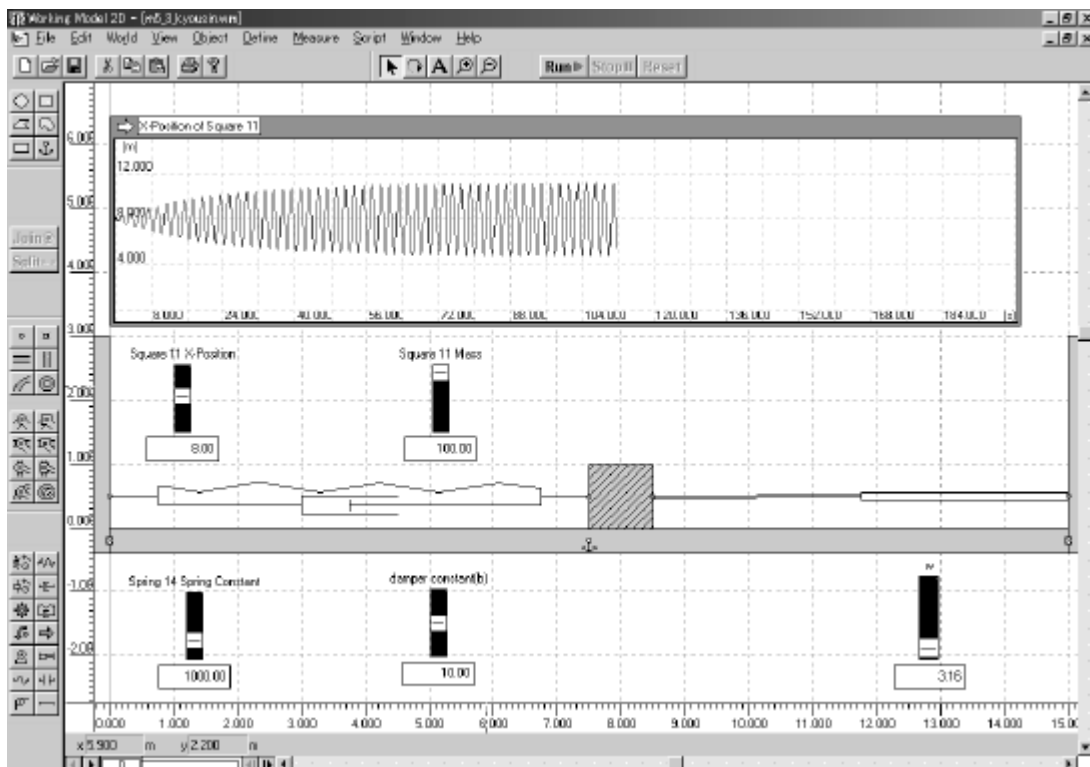 Working Model 2D - [m5_3_kyousin.wm]
File Edit World View Object Define Measure Script Window Help
Run Stop Reset
X-Position of Square 11
[m]
12.000
8.000
4.000
8.000 24.000 40.000 56.000 72.000 88.000 104.000 120.000 136.000 152.000 168.000 184.000 [s]
6.000
5.000
4.000
3.000
2.000
1.000
0.000
-1.000
-2.000
Join
Split
Square 11 X-Position
8.00
Square 11 Mass
100.00
Spring 14 Spring Constant
1000.00
damper constant(b)
10.00
w
3.16
0.000 1.000 2.000 3.000 4.000 5.000 6.000 7.000 8.000 9.000 10.000 11.000 12.000 13.000 14.000 15.0
x 5.900 m y 2.200 m
0